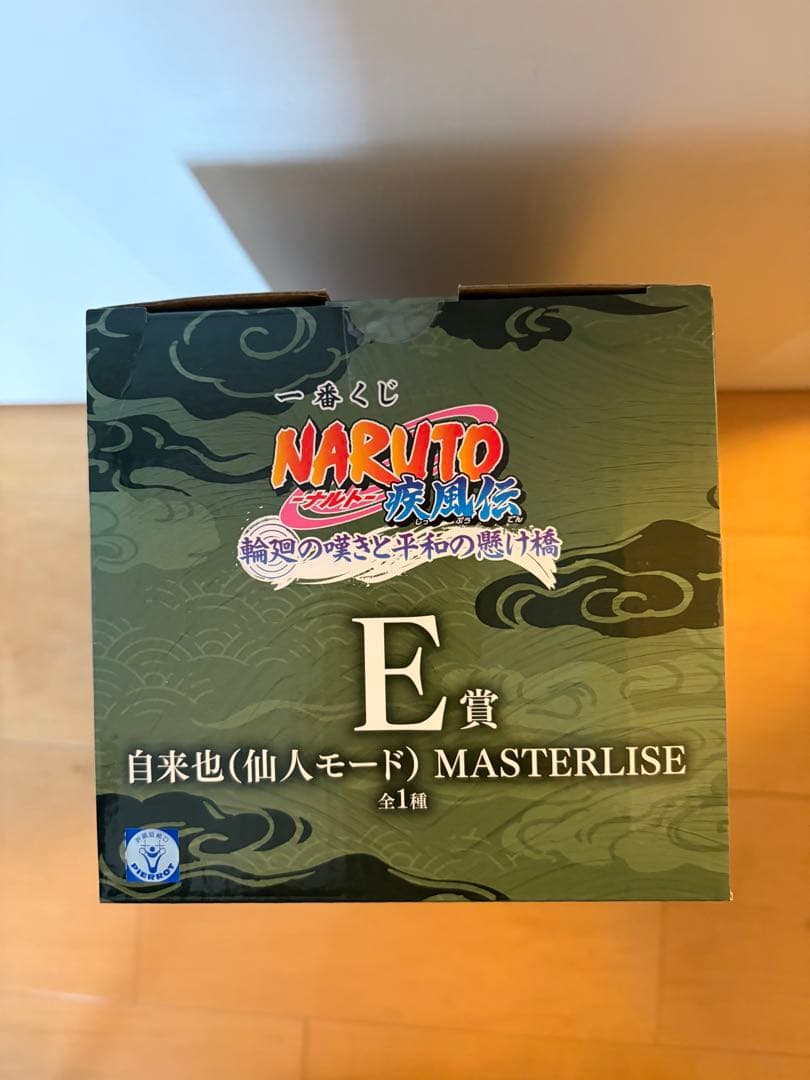 一番くじ
NARUTO
-ナルト-
疾風伝
しっ ぷう でん
輪廻の嘆きと平和の懸け橋
E賞
自来也(仙人モード) MASTERLISE
全1種
PIERROT